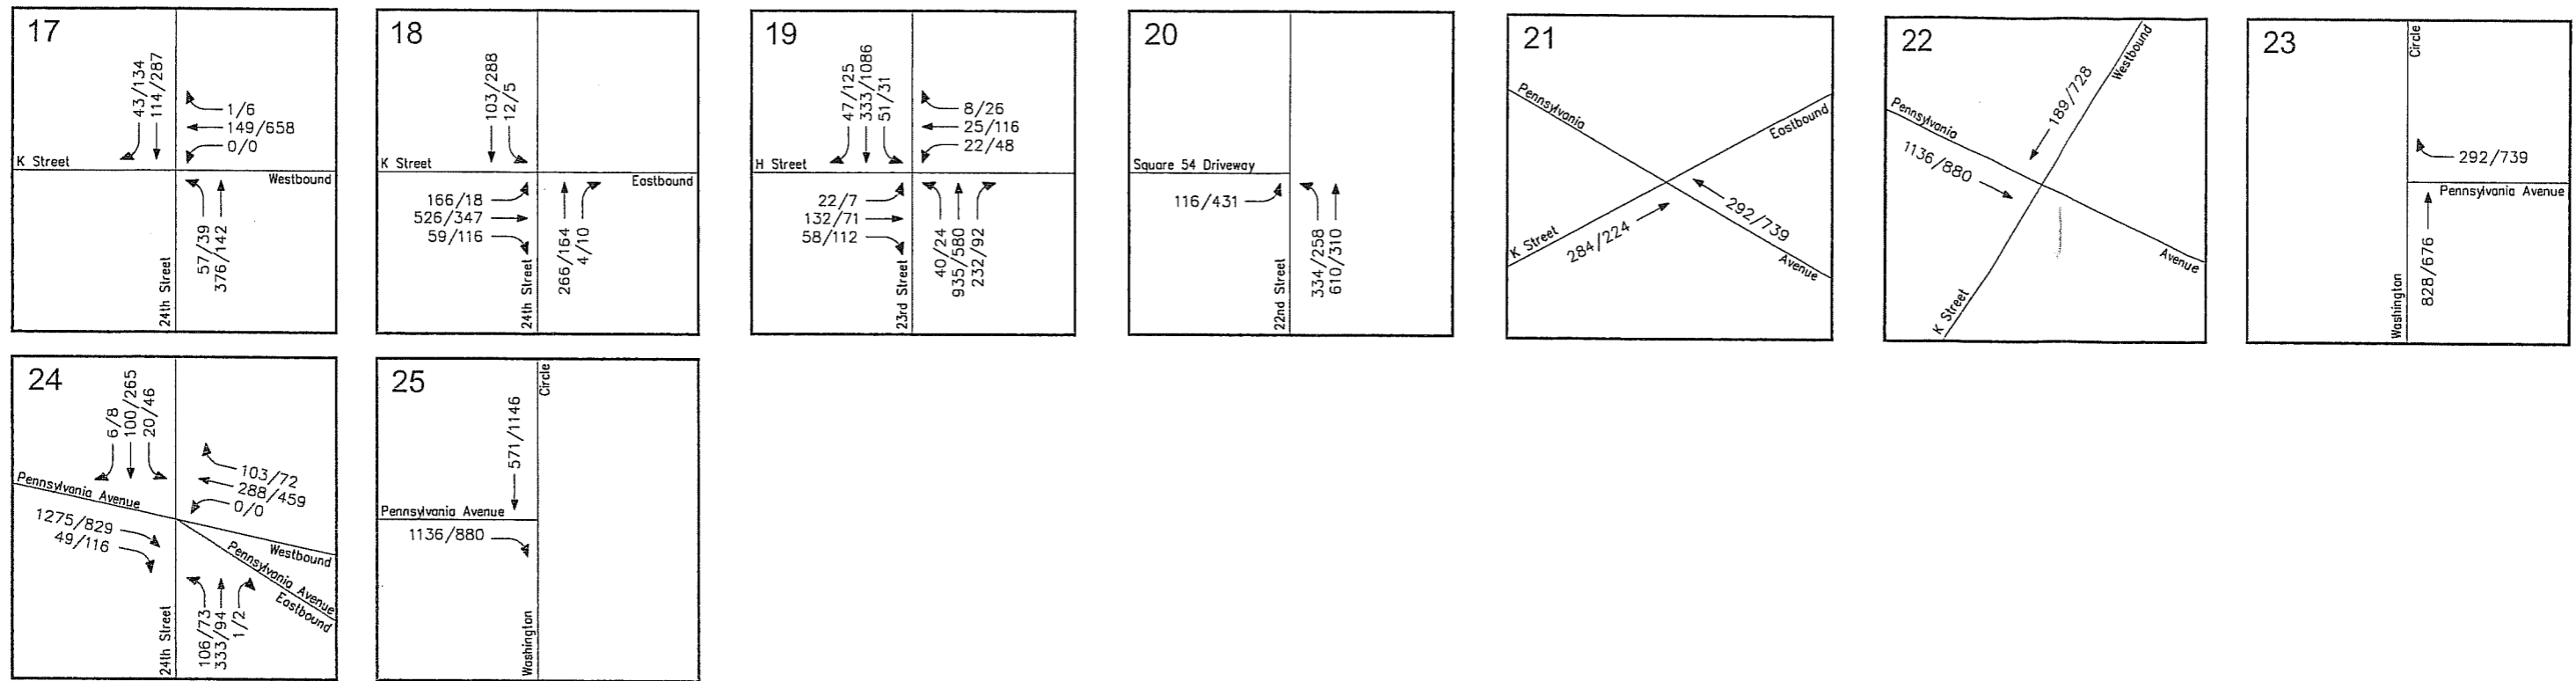 17
43/134
114/287
1/6
149/658
0/0
K Street
Westbound
24th Street
57/39
376/142
18
103/288
12/5
K Street
Eastbound
166/18
526/347
59/116
24th Street
266/164
4/10
19
47/125
333/1086
51/31
8/26
25/116
22/48
H Street
22/7
132/71
58/112
23rd Street
40/24
935/580
232/92
20
Square 54 Driveway
116/431
22nd Street
334/258
610/310
21
Pennsylvania
Eastbound
K Street
284/224
292/739
Avenue
22
Westbound
189/728
Pennsylvania
1136/880
Avenue
K Street
23
Circle
292/739
Pennsylvania Avenue
828/676
Washington
24
6/8
100/265
20/46
103/72
288/459
0/0
Pennsylvania Avenue
1275/829
49/116
Westbound
Pennsylvania Avenue
Eastbound
24th Street
106/73
333/94
1/2
25
Circle
571/1146
Pennsylvania Avenue
1136/880
Washington